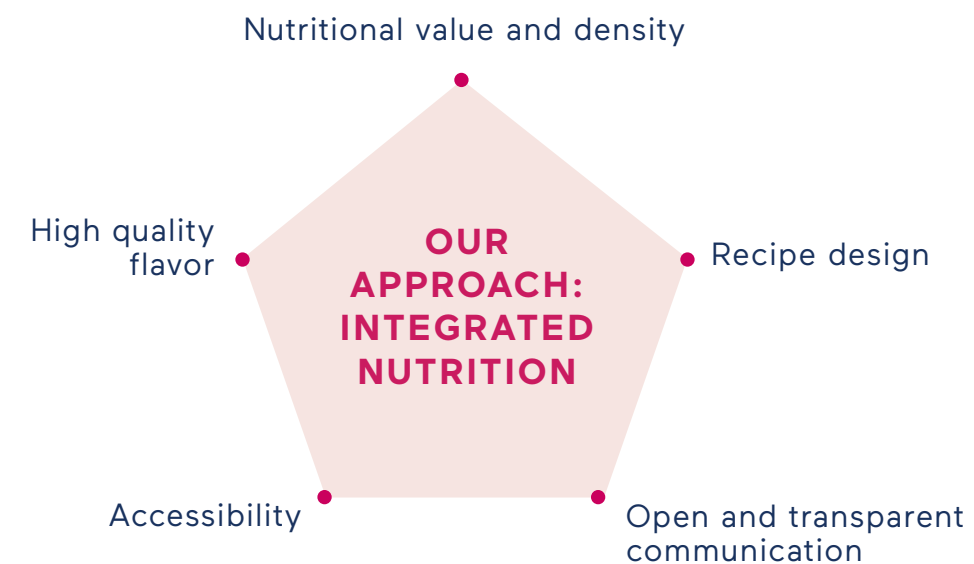 Nutritional value and density
High quality
flavor
OUR
APPROACH:
INTEGRATED
NUTRITION
Recipe design
Accessibility
Open and transparent
communication